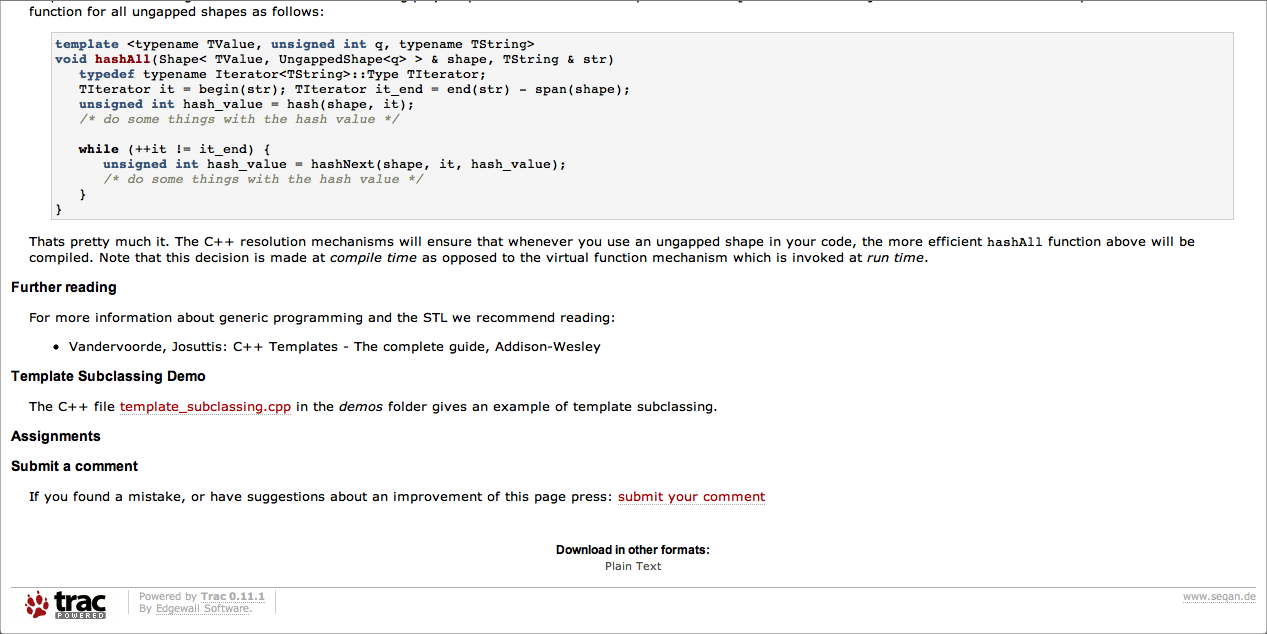 function for all ungapped shapes as follows:
template <typename TValue, unsigned int q, typename TString>
void hashAll(Shape< TValue, UngappedShape<q> > & shape, TString & str)
typedef typename Iterator<TString>::Type TIterator;
TIterator it = begin(str); TIterator it_end = end(str) - span(shape);
unsigned int hash_value = hash(shape, it);
/* do some things with the hash value */
while (++it != it_end) {
unsigned int hash_value = hashNext(shape, it, hash_value);
/* do some things with the hash value */
}
}
Thats pretty much it. The C++ resolution mechanisms will ensure that whenever you use an ungapped shape in your code, the more efficient hashAll function above will be
compiled. Note that this decision is made at compile time as opposed to the virtual function mechanism which is invoked at run time.
Further reading
For more information about generic programming and the STL we recommend reading:
• Vandervoorde, Josuttis: C++ Templates - The complete guide, Addison-Wesley
Template Subclassing Demo
The C++ file template_subclassing.cpp in the demos folder gives an example of template subclassing.
Assignments
Submit a comment
If you found a mistake, or have suggestions about an improvement of this page press: submit your comment
Download in other formats:
Plain Text
trac
POWERED
Powered by Trac 0.11.1
By Edgewall Software.
www.seqan.de